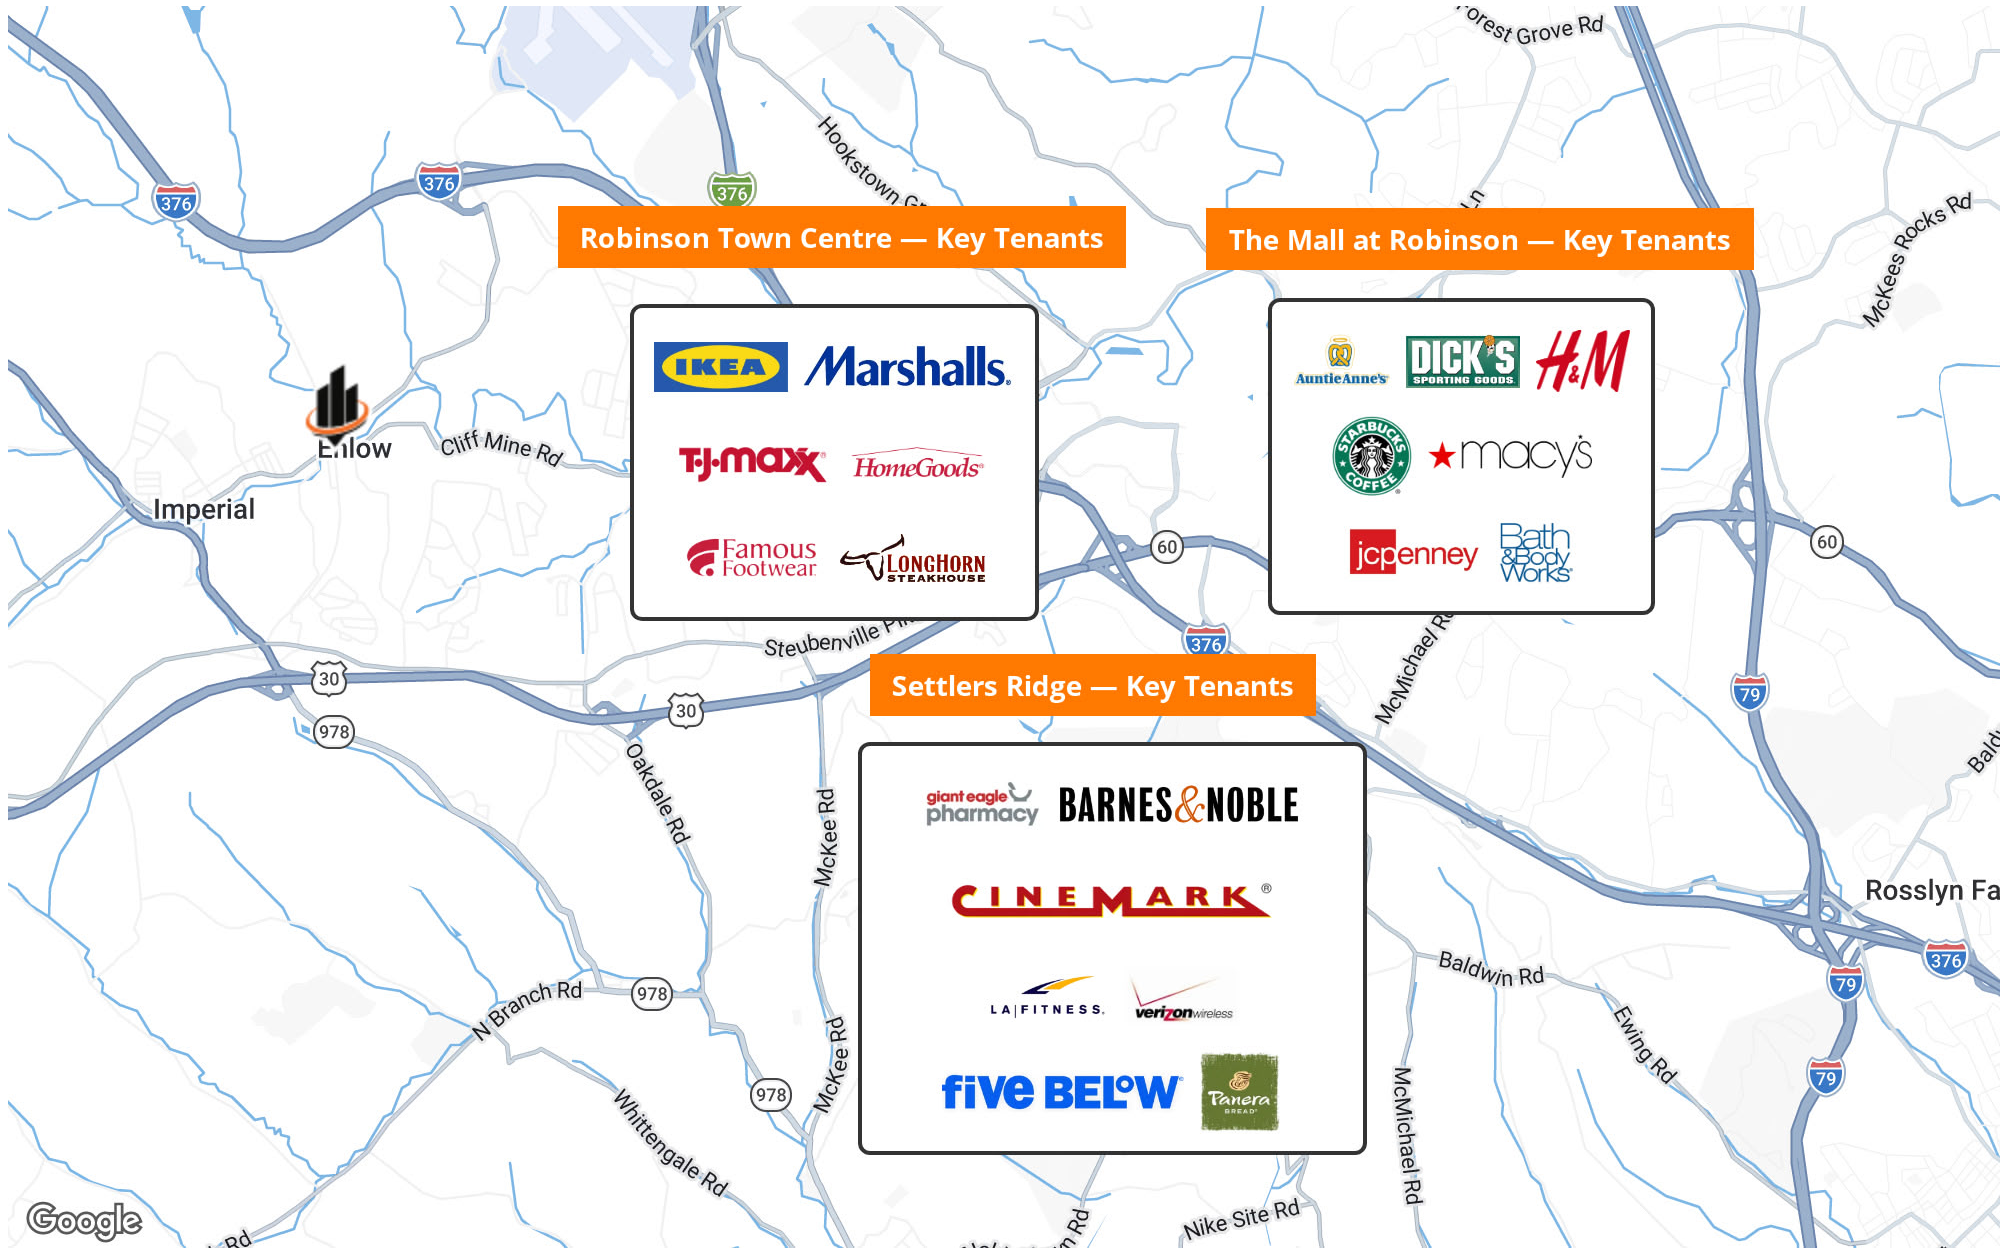 Forest Grove Rd
376
376
376
Hookstown Gr
Ln
McKees Rocks Rd
Robinson Town Centre — Key Tenants
The Mall at Robinson — Key Tenants
IKEA
Marshalls
T·J·maxx
HomeGoods
Famous
Footwear
LONGHORN
STEAKHOUSE
Auntie Anne's
DICK'S
SPORTING GOODS
H&M
STARBUCKS
COFFEE
macy's
jcpenney
Bath
&Body
Works
Enlow
Cliff Mine Rd
Imperial
60
60
Steubenville
376
McMichael Rd
30
30
978
79
Settlers Ridge — Key Tenants
giant eagle
pharmacy
BARNES&NOBLE
CINEMARK®
LA|FITNESS
verizonwireless
fiVe BELOW
Panera
BREAD
Oakdale Rd
McKee Rd
Rosslyn Fa
376
79
Baldwin Rd
Ewing Rd
N Branch Rd
978
McKee Rd
978
79
McMichael Rd
Whittengale Rd
Nike Site Rd
Google
Rd